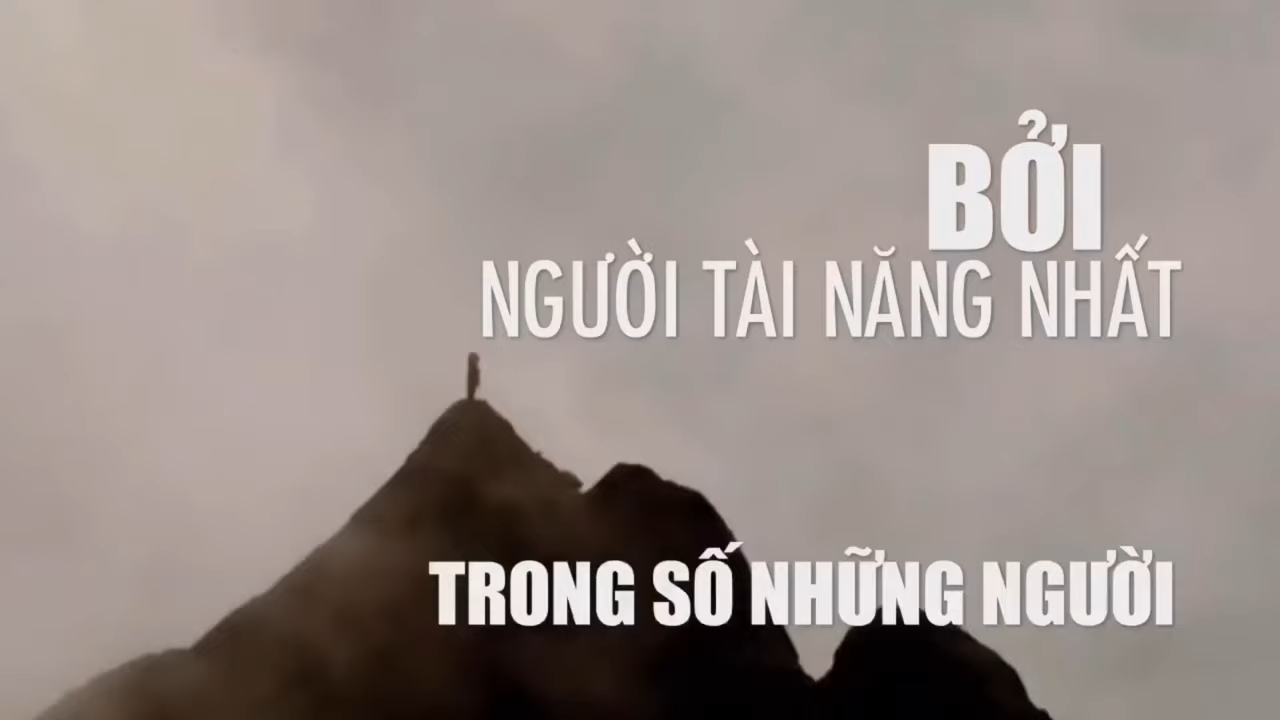 BỞI
NGƯỜI TÀI NĂNG NHẤT
TRONG SỐ NHỮNG NGƯỜI